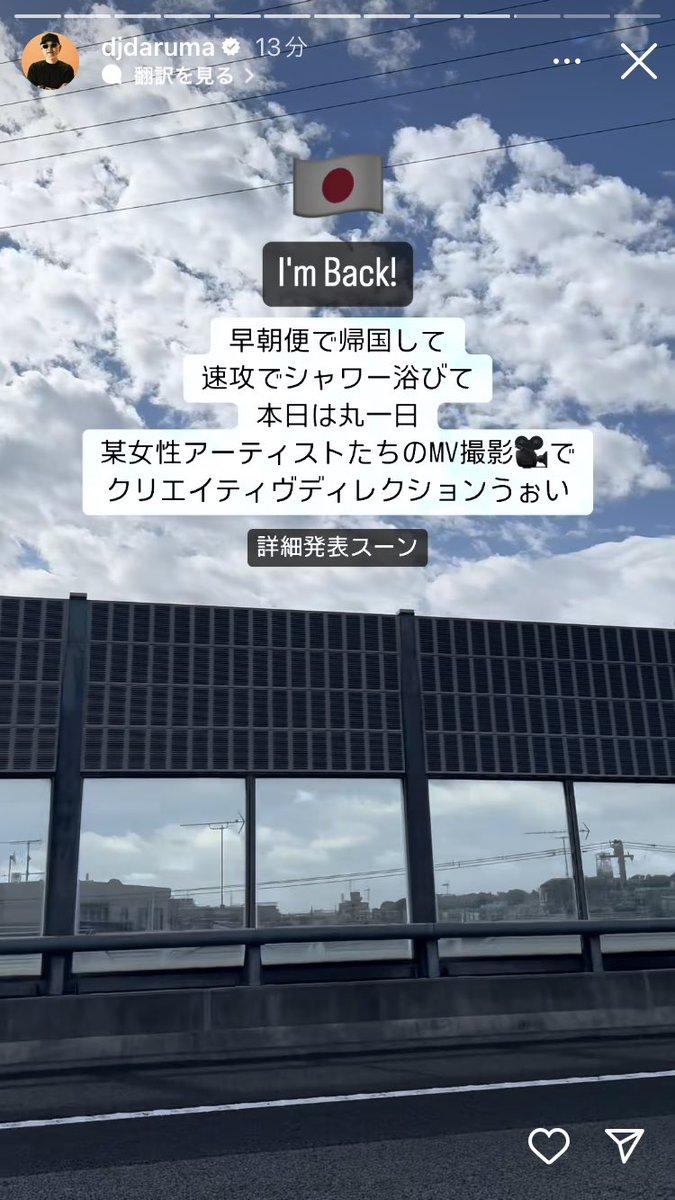 djdaruma 13分
翻訳を見る
I'm Back!
早朝便で帰国して
速攻でシャワー浴びて
本日は丸一日
某女性アーティストたちのMV撮影🎥で
クリエイティヴディレクションうぉい
詳細発表スーン